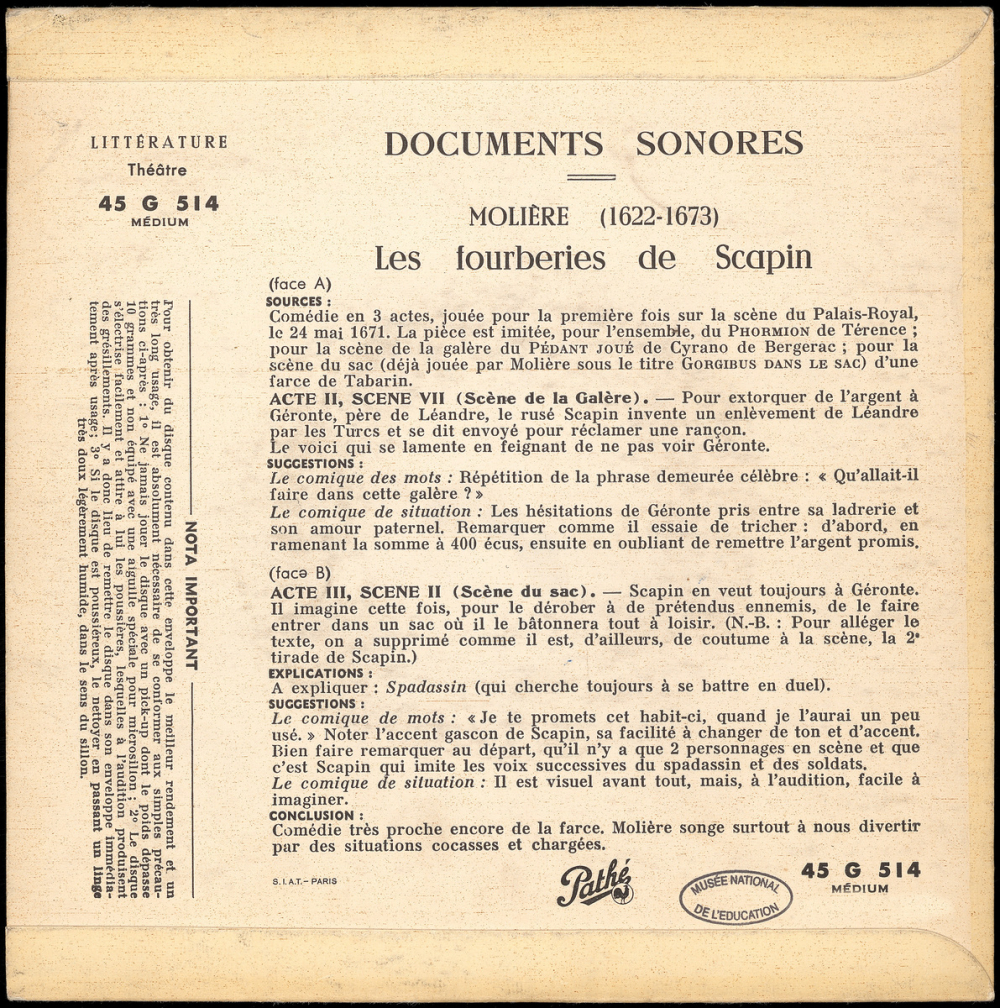 LITTÉRATURE
Théâtre
45 G 514
MÉDIUM
DOCUMENTS SONORES
MOLIÈRE (1622-1673)
Les fourberies de Scapin
(face A)
SOURCES :
Comédie en 3 actes, jouée pour la première fois sur la scène du Palais-Royal,
le 24 mai 1671. La pièce est imitée, pour l'ensemble, du PHORMION de Térence ;
pour la scène de la galère du PÉDANT JOUÉ de Cyrano de Bergerac ; pour la
scène du sac (déjà jouée par Molière sous le titre GORGIBUS DANS LE SAC) d'une
farce de Tabarin.
ACTE II, SCENE VII (Scène de la Galère). — Pour extorquer de l'argent à
Géronte, père de Léandre, le rusé Scapin invente un enlèvement de Léandre
par les Turcs et se dit envoyé pour réclamer une rançon.
Le voici qui se lamente en feignant de ne pas voir Géronte.
SUGGESTIONS :
Le comique des mots : Répétition de la phrase demeurée célèbre : « Qu'allait-il
faire dans cette galère ? »
Le comique de situation : Les hésitations de Géronte pris entre sa ladrerie et
son amour paternel. Remarquer comme il essaie de tricher : d'abord, en
ramenant la somme à 400 écus, ensuite en oubliant de remettre l'argent promis.
(face B)
ACTE III, SCENE II (Scène du sac). — Scapin en veut toujours à Géronte.
Il imagine cette fois, pour le dérober à de prétendus ennemis, de le faire
entrer dans un sac où il le bâtonnera tout à loisir. (N.-B. : Pour alléger le
texte, on a supprimé comme il est, d'ailleurs, de coutume à la scène, la 2e
tirade de Scapin.)
EXPLICATIONS :
A expliquer : Spadassin (qui cherche toujours à se battre en duel).
SUGGESTIONS :
Le comique de mots : « Je te promets cet habit-ci, quand je l'aurai un peu
usé. » Noter l'accent gascon de Scapin, sa facilité à changer de ton et d'accent.
Bien faire remarquer au départ, qu'il n'y a que 2 personnages en scène et que
c'est Scapin qui imite les voix successives du spadassin et des soldats.
Le comique de situation : Il est visuel avant tout, mais, à l'audition, facile à
imaginer.
CONCLUSION :
Comédie très proche encore de la farce. Molière songe surtout à nous divertir
par des situations cocasses et chargées.
S.I.A.T. – PARIS
Pathé
MUSÉE NATIONAL
DE L'EDUCATION
45 G 514
MÉDIUM
NOTA IMPORTANT
Pour obtenir du disque contenu dans cette enveloppe le meilleur rendement et un
très long usage, il est absolument nécessaire de se conformer aux simples précau-
tions ci-après : 1º Ne jamais jouer le disque avec un pick-up dont le poids dépasse
10 grammes et non équipé avec une aiguille spéciale pour microsillon ; 2º Le disque
s'électrise facilement et attire à lui les poussières, lesquelles à l'audition produisent
des grésillements. Il y a donc lieu de remettre le disque dans son enveloppe immédia-
tement après usage ; 3º Si le disque est poussiéreux, le nettoyer en passant un linge
très doux légèrement humide, dans le sens du sillon.